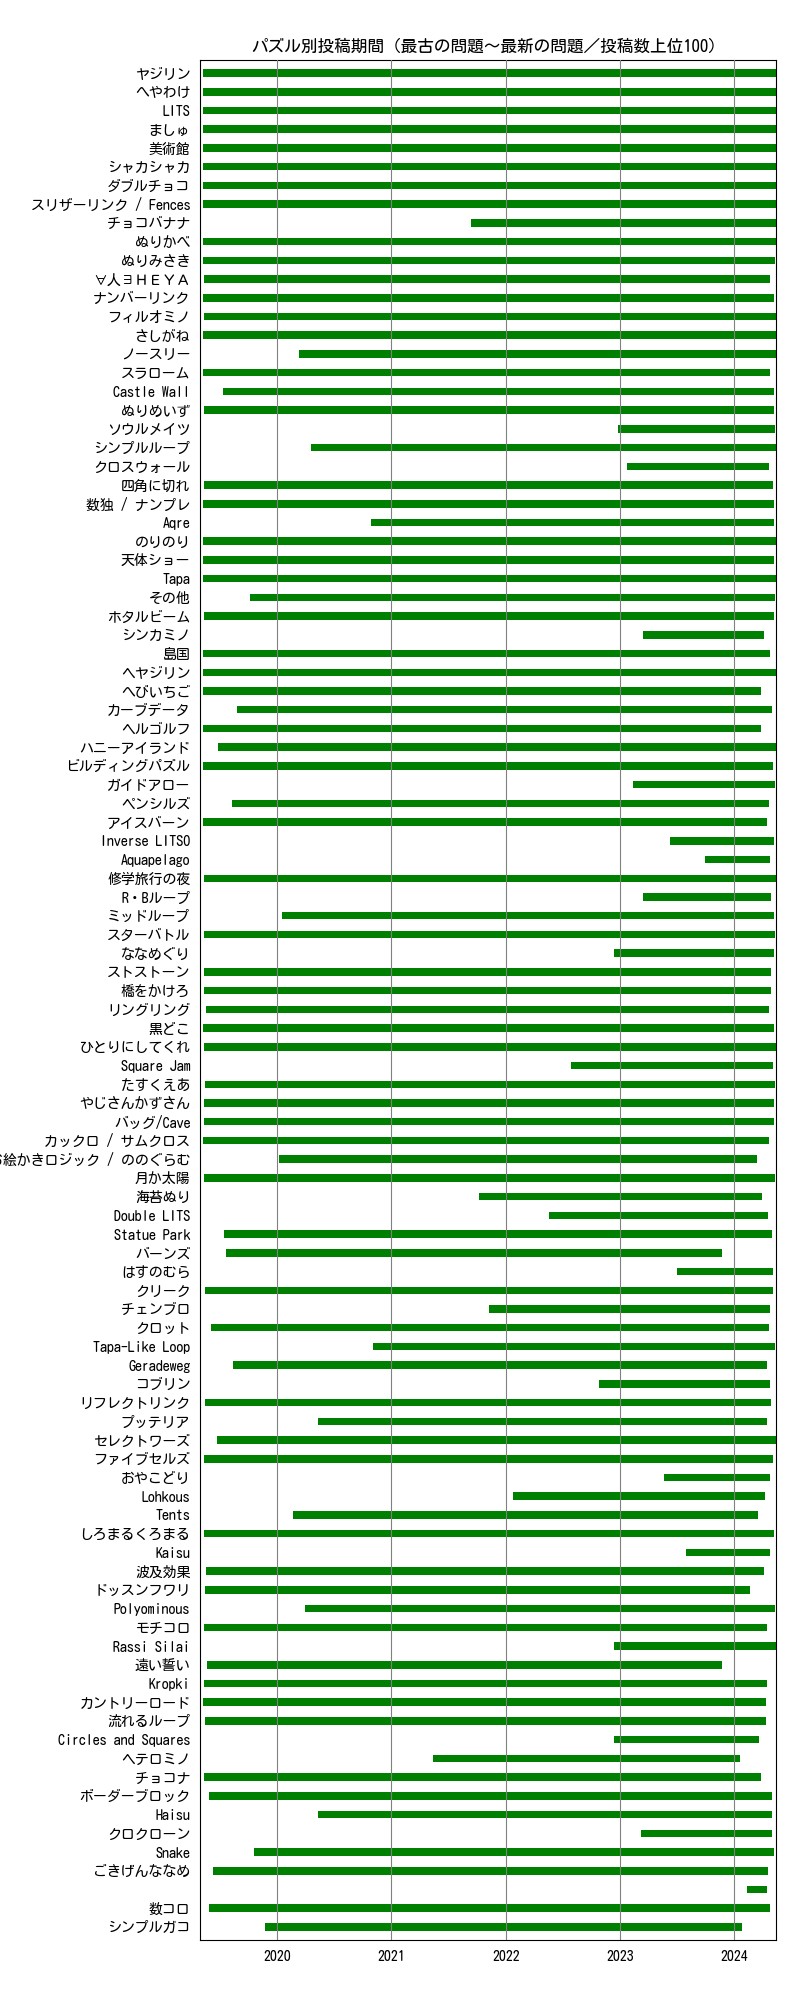 パズル別投稿期間（最古の問題～最新の問題／投稿数上位100）
ヤジリン
へやわけ
LITS
ましゅ
美術館
シャカシャカ
ダブルチョコ
スリザーリンク / Fences
チョコバナナ
ぬりかべ
ぬりみさき
∀人∃ＨＥＹＡ
ナンバーリンク
フィルオミノ
さしがね
ノースリー
スラローム
Castle Wall
ぬりめいず
ソウルメイツ
シンプルループ
クロスウォール
四角に切れ
数独 / ナンプレ
Aqre
のりのり
天体ショー
Tapa
その他
ホタルビーム
シンカミノ
島国
ヘヤジリン
へびいちご
カーブデータ
ヘルゴルフ
ハニーアイランド
ビルディングパズル
ガイドアロー
ペンシルズ
アイスバーン
Inverse LITSO
Aquapelago
修学旅行の夜
R・Bループ
ミッドループ
スターバトル
ななめぐり
ストストーン
橋をかけろ
リングリング
黒どこ
ひとりにしてくれ
Square Jam
たすくえあ
やじさんかずさん
バッグ/Cave
カックロ / サムクロス
絵かきロジック / ののぐらむ
月か太陽
海苔ぬり
Double LITS
Statue Park
バーンズ
はすのむら
クリーク
チェンブロ
クロット
Tapa-Like Loop
Geradeweg
コブリン
リフレクトリンク
プッテリア
セレクトワーズ
ファイブセルズ
おやこどり
Lohkous
Tents
しろまるくろまる
Kaisu
波及効果
ドッスンフワリ
Polyominous
モチコロ
Rassi Silai
遠い誓い
Kropki
カントリーロード
流れるループ
Circles and Squares
ヘテロミノ
チョコナ
ボーダーブロック
Haisu
クロクローン
Snake
ごきげんななめ
数コロ
シンプルガコ
2020 2021 2022 2023 2024